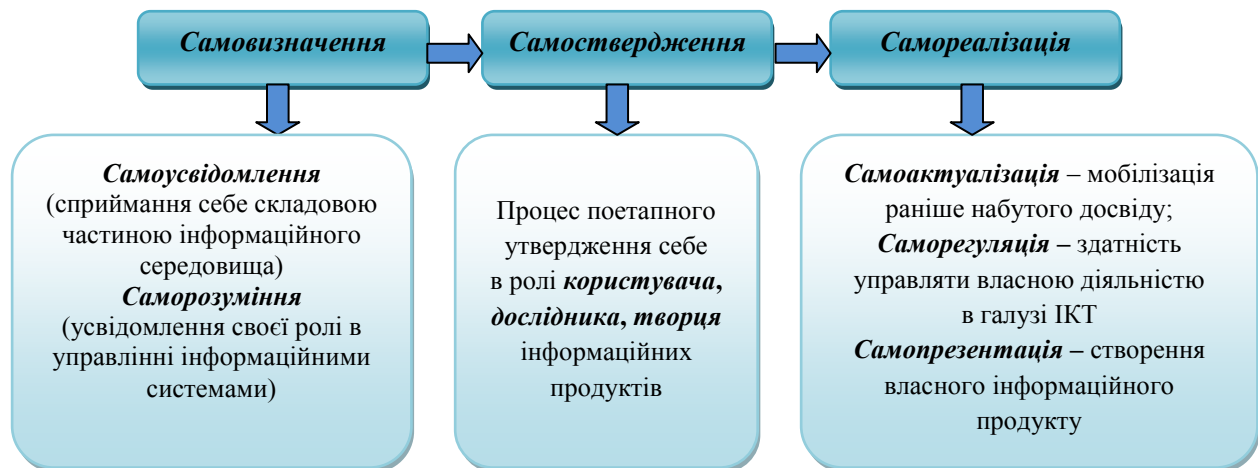 Самовизначення
Самоствердження
Самореалізація
Самоусвідомлення
(сприймання себе складовою
частиною інформаційного
середовища)
Саморозуміння
(усвідомлення своєї ролі в
управлінні інформаційними
системами)
Процес поетапного
утвердження себе
в ролі користувача,
дослідника, творця
інформаційних
продуктів
Самоактуалізація – мобілізація
раніше набутого досвіду;
Саморегуляція – здатність
управляти власною діяльністю
в галузі ІКТ
Самопрезентація – створення
власного інформаційного
продукту